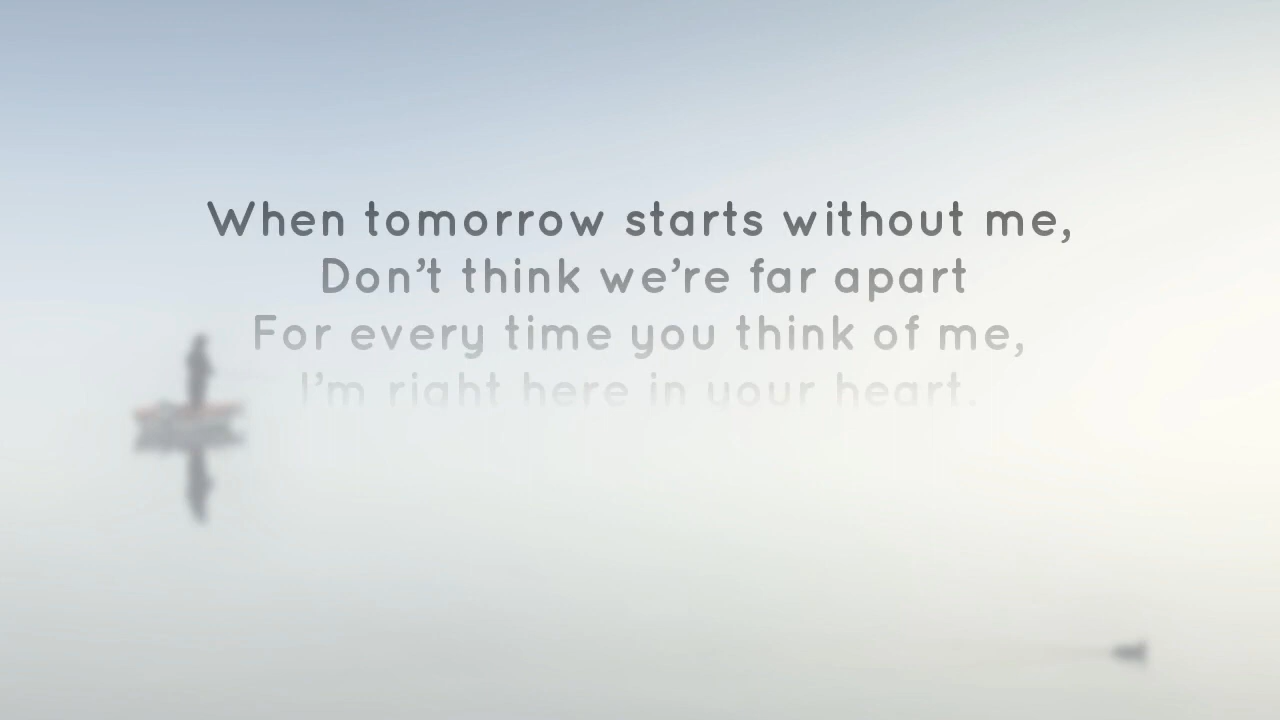 When tomorrow starts without me,
Don’t think we’re far apart
For every time you think of me,
I’m right here in your heart.